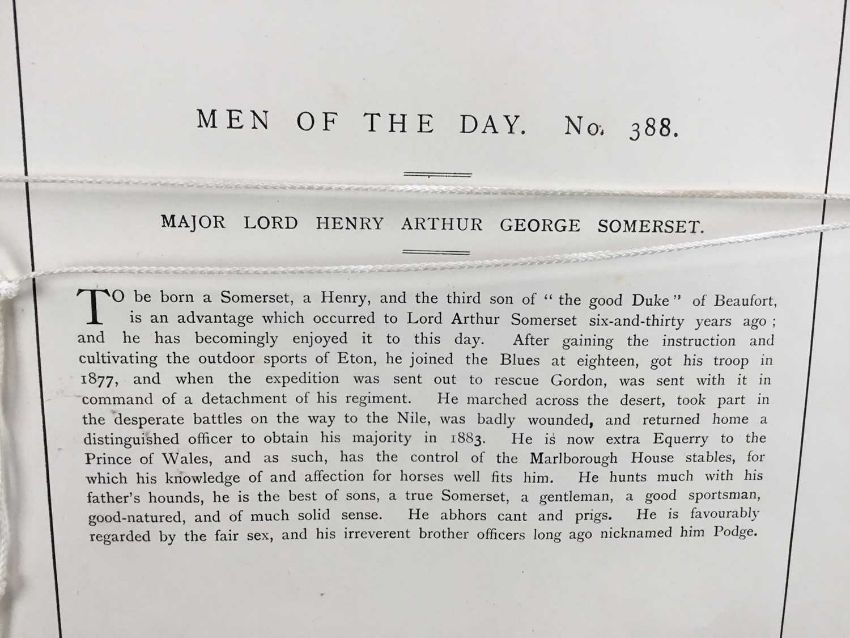 MEN OF THE DAY. No. 388.
MAJOR LORD HENRY ARTHUR GEORGE SOMERSET.
TO be born a Somerset, a Henry, and the third son of “ the good Duke ” of Beaufort,
is an advantage which occurred to Lord Arthur Somerset six-and-thirty years ago ;
and he has becomingly enjoyed it to this day. After gaining the instruction and
cultivating the outdoor sports of Eton, he joined the Blues at eighteen, got his troop in
1877, and when the expedition was sent out to rescue Gordon, was sent with it in
command of a detachment of his regiment. He marched across the desert, took part in
the desperate battles on the way to the Nile, was badly wounded, and returned home a
distinguished officer to obtain his majority in 1883. He is now extra Equerry to the
Prince of Wales, and as such, has the control of the Marlborough House stables, for
which his knowledge of and affection for horses well fits him. He hunts much with his
father's hounds, he is the best of sons, a true Somerset, a gentleman, a good sportsman,
good-natured, and of much solid sense. He abhors cant and prigs. He is favourably
regarded by the fair sex, and his irreverent brother officers long ago nicknamed him Podge.